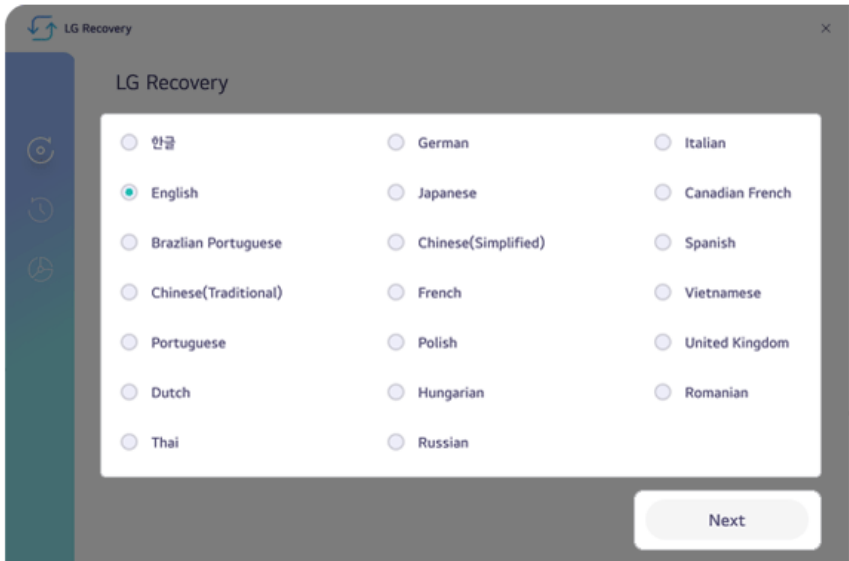 LG Recovery
LG Recovery
한글 German Italian
English Japanese Canadian French
Brazlian Portuguese Chinese(Simplified) Spanish
Chinese(Traditional) French Vietnamese
Portuguese Polish United Kingdom
Dutch Hungarian Romanian
Thai Russian
Next